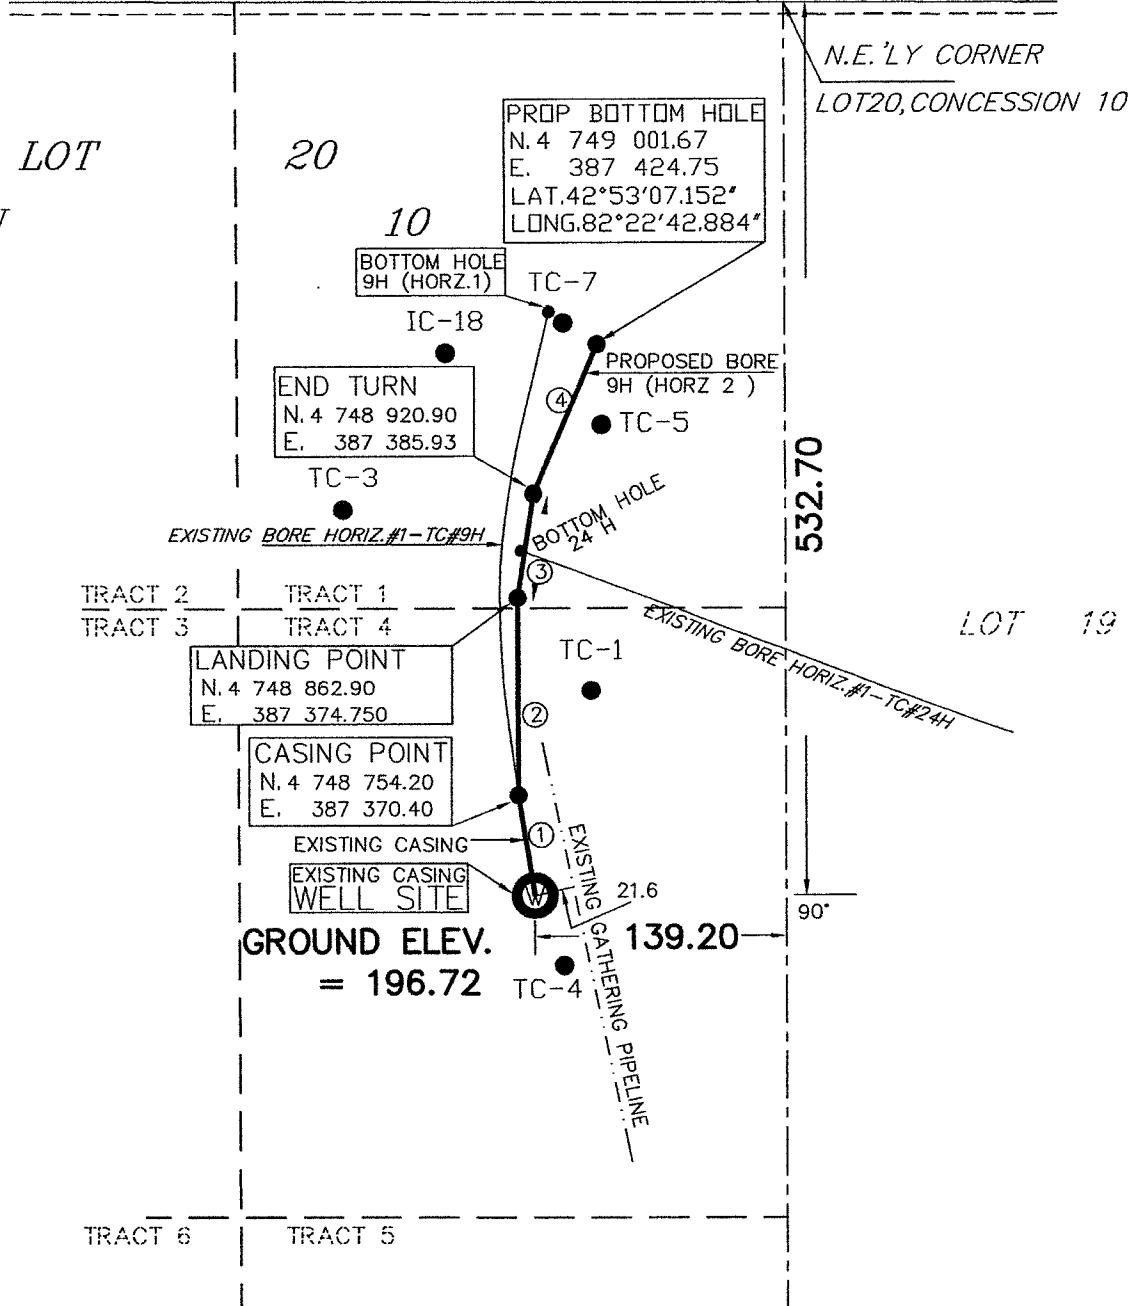 N.E.'LY CORNER
LOT20,CONCESSION 10
LOT 20
10
PROP BOTTOM HOLE
N.4 749 001.67
E. 387 424.75
LAT.42°53'07.152"
LONG.82°22'42.884"
BOTTOM HOLE
9H (HORZ.1)
TC-7
IC-18
PROPOSED BORE
9H (HORZ 2 )
END TURN
N.4 748 920.90
E. 387 385.93
4
TC-5
TC-3
532.70
EXISTING BORE HORIZ.#1-TC#9H
BOTTOM HOLE
24 H
3
TRACT 2
TRACT 1
TRACT 3
TRACT 4
EXISTING BORE HORIZ.#1-TC#24H
LOT 19
LANDING POINT
N.4 748 862.90
E. 387 374.750
TC-1
2
CASING POINT
N.4 748 754.20
E. 387 370.40
EXISTING CASING
1
EXISTING CASING
WELL SITE
W
21.6
90°
GROUND ELEV.
= 196.72
139.20
TC-4
EXISTING GATHERING PIPELINE
TRACT 6
TRACT 5